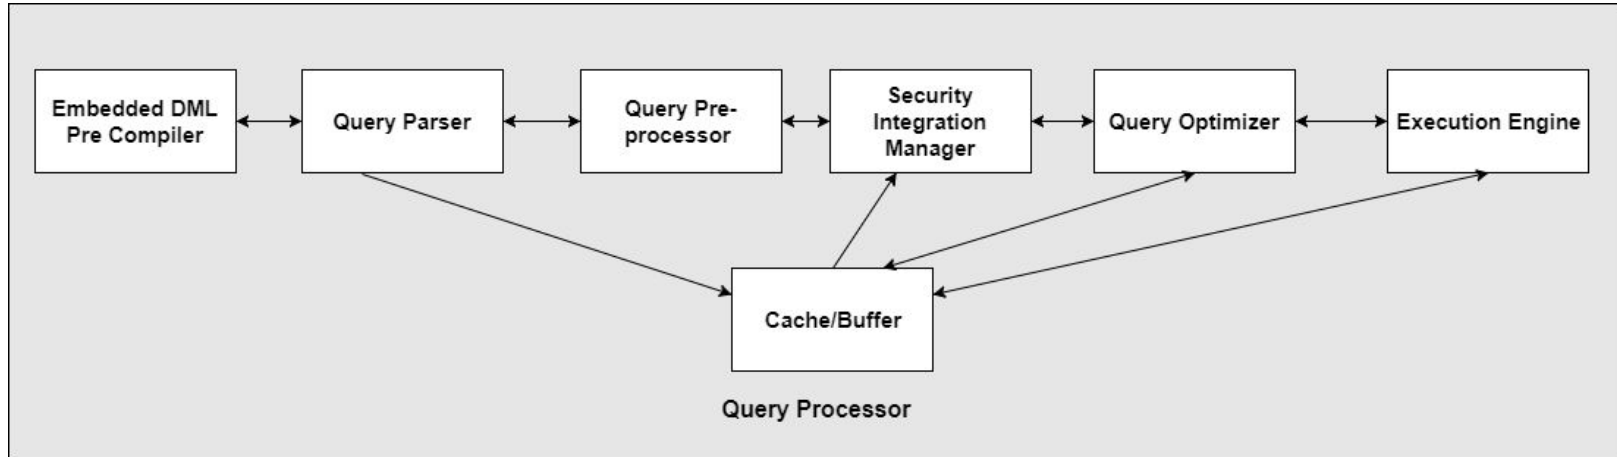 Embedded DML
Pre Compiler
Query Parser
Query Pre-
processor
Security
Integration
Manager
Query Optimizer
Execution Engine
Cache/Buffer
Query Processor